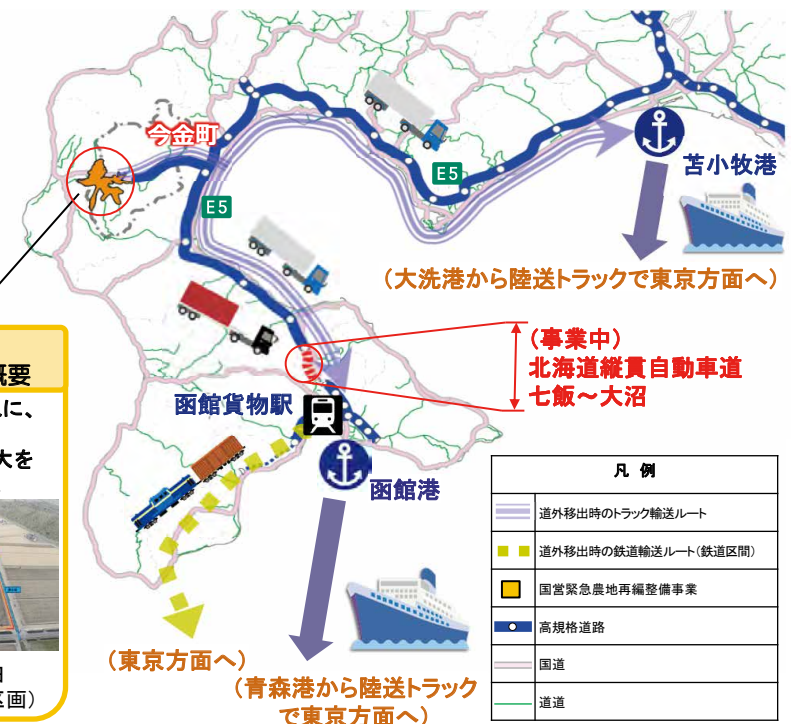 今金町
E5
E5
苫小牧港
(大洗港から陸送トラックで東京方面へ)
(事業中)
北海道縦貫自動車道
七飯～大沼
函館貨物駅
函館港
(東京方面へ)
(青森港から陸送トラック
で東京方面へ)
概要
に、
大を
区画)
凡 例
道外移出時のトラック輸送ルート
道外移出時の鉄道輸送ルート(鉄道区間)
国営緊急農地再編整備事業
高規格道路
国道
道道